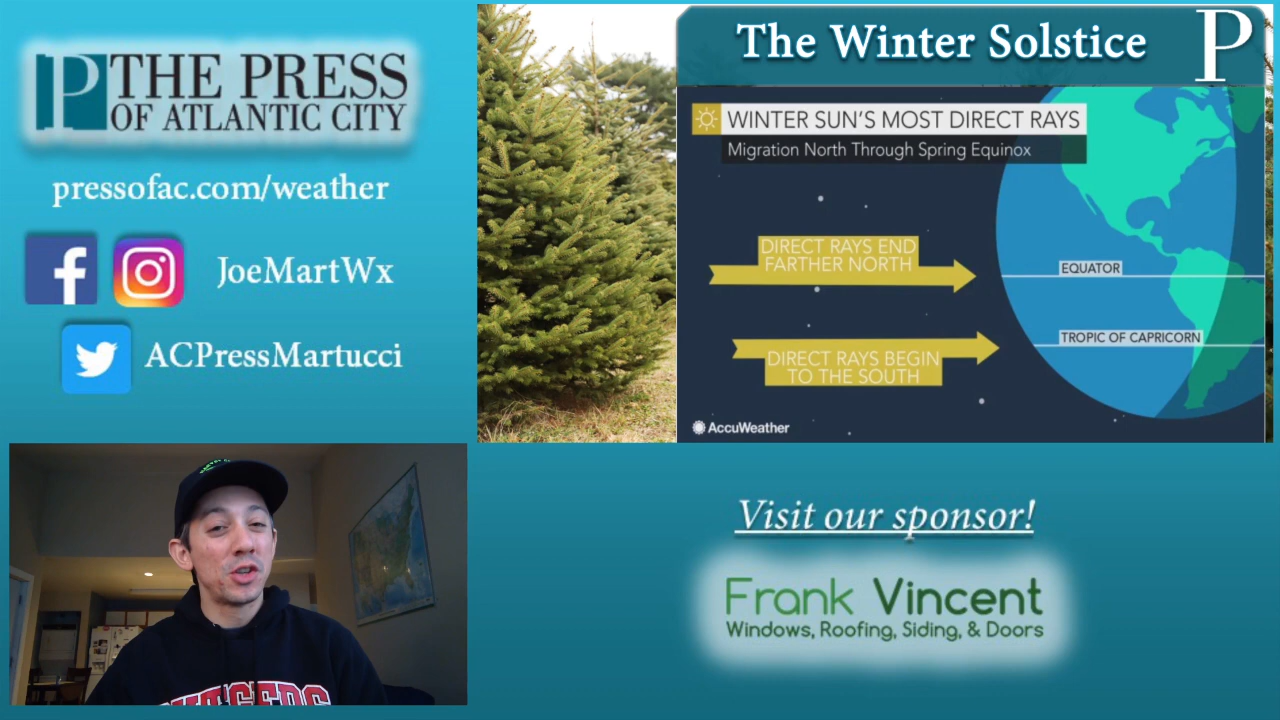 THE PRESS
OF ATLANTIC CITY
pressofac.com/weather
JoeMartWx
ACPressMartucci
The Winter Solstice
P
WINTER SUN'S MOST DIRECT RAYS
Migration North Through Spring Equinox
DIRECT RAYS END
FARTHER NORTH
EQUATOR
TROPIC OF CAPRICORN
DIRECT RAYS BEGIN
TO THE SOUTH
AccuWeather
Visit our sponsor!
Frank Vincent
Windows, Roofing, Siding, & Doors